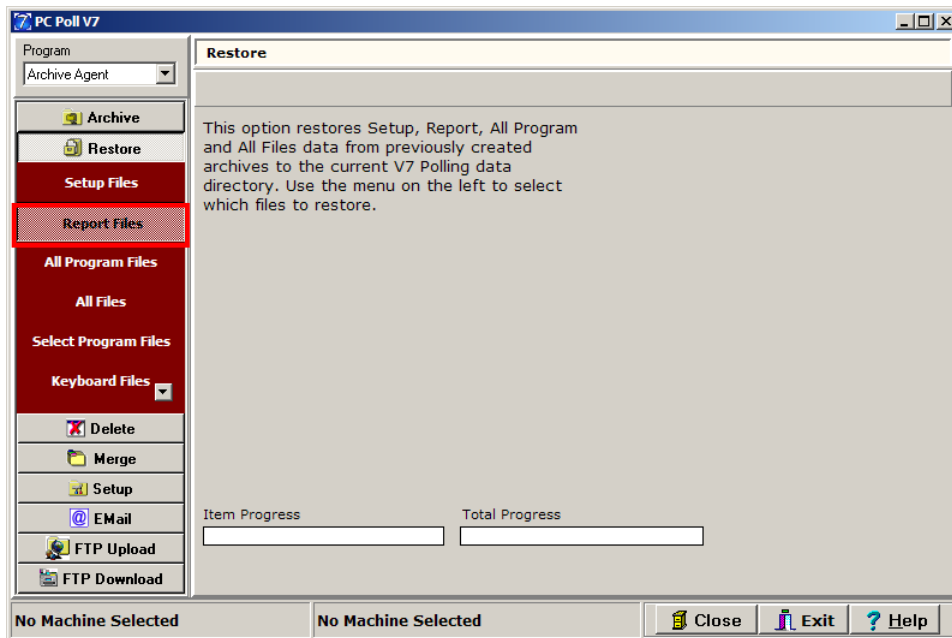 PC Poll V7
Program
Archive Agent
Archive
Restore
Setup Files
Report Files
All Program Files
All Files
Select Program Files
Keyboard Files
Delete
Merge
Setup
EMail
FTP Upload
FTP Download
Restore
This option restores Setup, Report, All Program
and All Files data from previously created
archives to the current V7 Polling data
directory. Use the menu on the left to select
which files to restore.
Item Progress
Total Progress
No Machine Selected
No Machine Selected
Close
Exit
Help